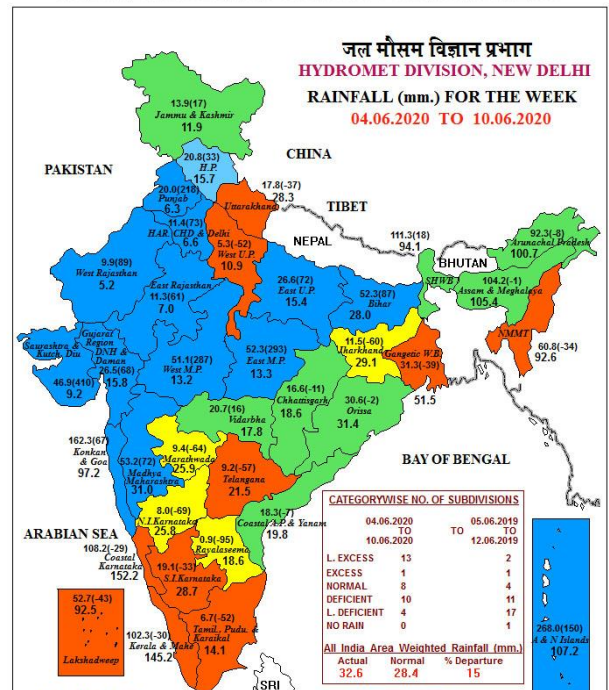 जल मौसम विज्ञान प्रभाग
HYDROMET DIVISION, NEW DELHI
RAINFALL (mm.) FOR THE WEEK
04.06.2020 TO 10.06.2020
13.9(17)
Jammu & Kashmir
11.9
20.8(33)
H.P.
15.7
CHINA
PAKISTAN
20.0(218)
Punjab
6.3
17.8(-37)
28.3
Uttarakhand
TIBET
11.4(73)
HAR. CHD & Delhi
6.6
5.3(-52)
West U.P.
10.9
NEPAL
111.3(18)
94.1
SHWB
BHUTAN
92.3(-8)
Arunachal Pradesh
100.7
9.9(89)
West Rajasthan
5.2
East Rajasthan
11.3(61)
7.0
26.6(72)
East U.P.
15.4
52.3(87)
Bihar
28.0
104.2(-1)
Assam & Meghalaya
105.4
NMMT
60.8(-34)
92.6
Saurashtra &
Kutch, Diu
46.9(410)
9.2
Gujarat
Region
DNH &
Daman
26.5(68)
15.8
51.1(287)
West M.P.
13.2
52.3(293)
East M.P.
13.3
11.5(-60)
Jharkhand
29.1
Gangetic W.B.
31.3(-39)
51.5
16.6(-11)
Chhattisgarh
18.6
30.6(-2)
Orissa
31.4
20.7(16)
Vidarbha
17.8
162.3(67)
Konkan
& Goa
97.2
53.2(72)
Madhya
Maharashtra
31.0
9.4(-64)
Marathwada
25.9
9.2(-57)
Telangana
21.5
BAY OF BENGAL
8.0(-69)
N.I.Karnataka
25.8
18.3(-7)
Coastal A.P. & Yanam
19.8
0.9(-95)
Rayalaseema
18.6
ARABIAN SEA
108.2(-29)
Coastal
Karnataka
152.2
19.1(-33)
S.I.Karnataka
28.7
52.7(-43)
92.5
Lakshadweep
102.3(-30)
Kerala & Mahe
145.2
6.7(-52)
Tamil., Pudu. &
Karaikal
14.1
SRI
CATEGORYWISE NO. OF SUBDIVISIONS
04.06.2020 05.06.2019
TO TO TO
10.06.2020 12.06.2019
L. EXCESS 13 2
EXCESS 1 1
NORMAL 8 4
DEFICIENT 10 11
L. DEFICIENT 4 17
NO RAIN 0 1
All India Area Weighted Rainfall (mm.)
Actual Normal % Departure
32.6 28.4 15
268.0(150)
A & N Islands
107.2